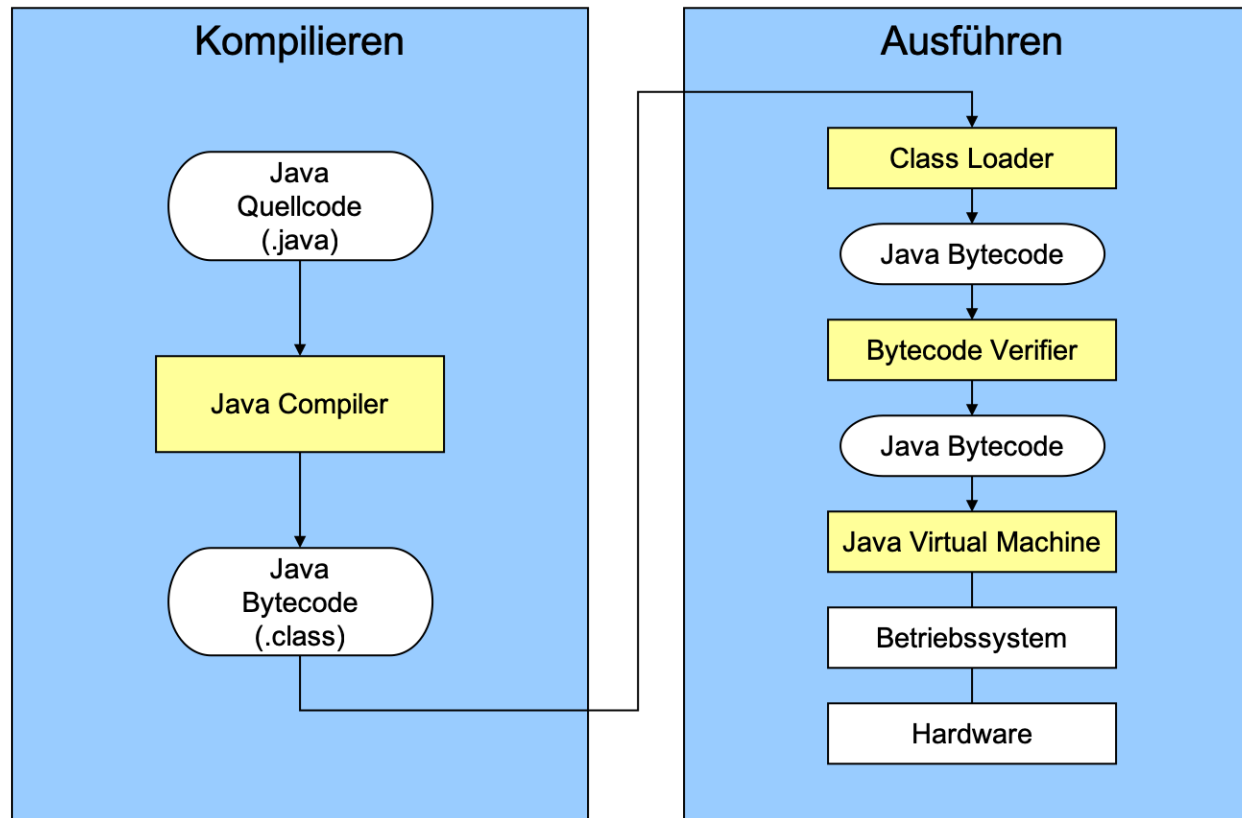 Kompilieren
Java
Quellcode
(.java)
Java Compiler
Java
Bytecode
(.class)
Ausführen
Class Loader
Java Bytecode
Bytecode Verifier
Java Bytecode
Java Virtual Machine
Betriebssystem
Hardware